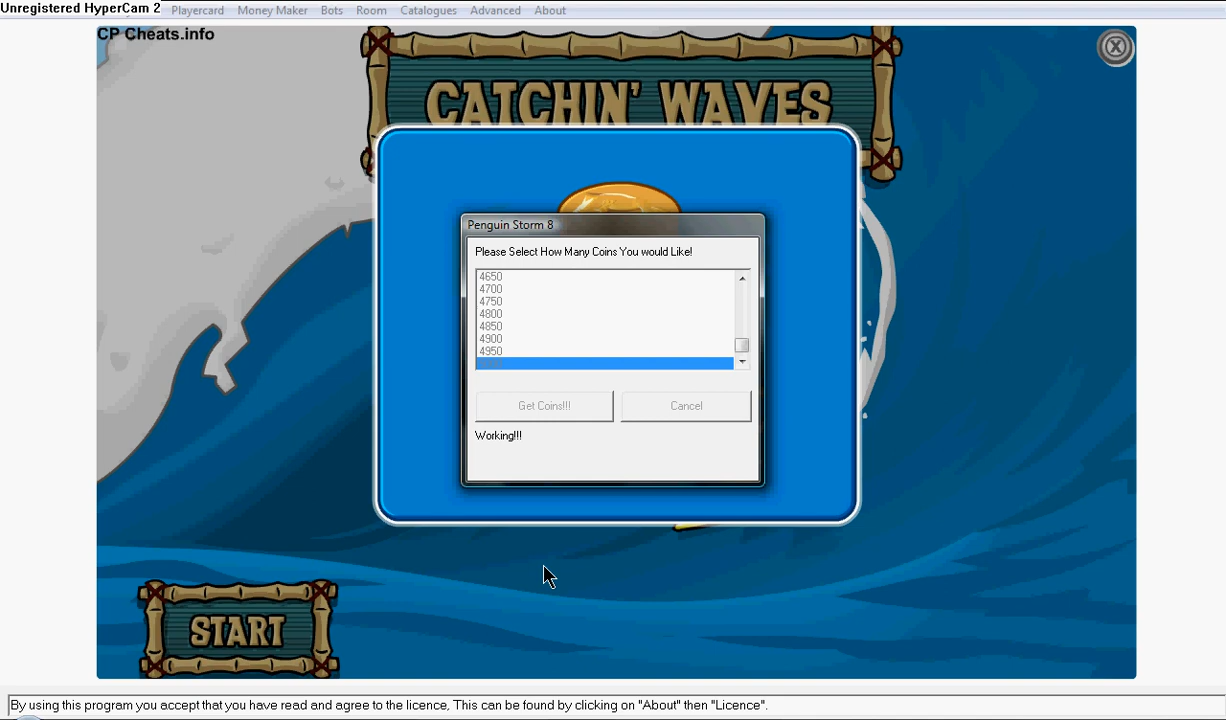 Unregistered HyperCam 2
Playercard Money Maker Bots Room Catalogues Advanced About
CP Cheats.info
CATCHIN' WAVES
Penguin Storm 8
Please Select How Many Coins You would Like!
4650
4700
4750
4800
4850
4900
4950
Get Coins!!! Cancel
Working!!!
START
By using this program you accept that you have read and agree to the licence, This can be found by clicking on "About" then "Licence".